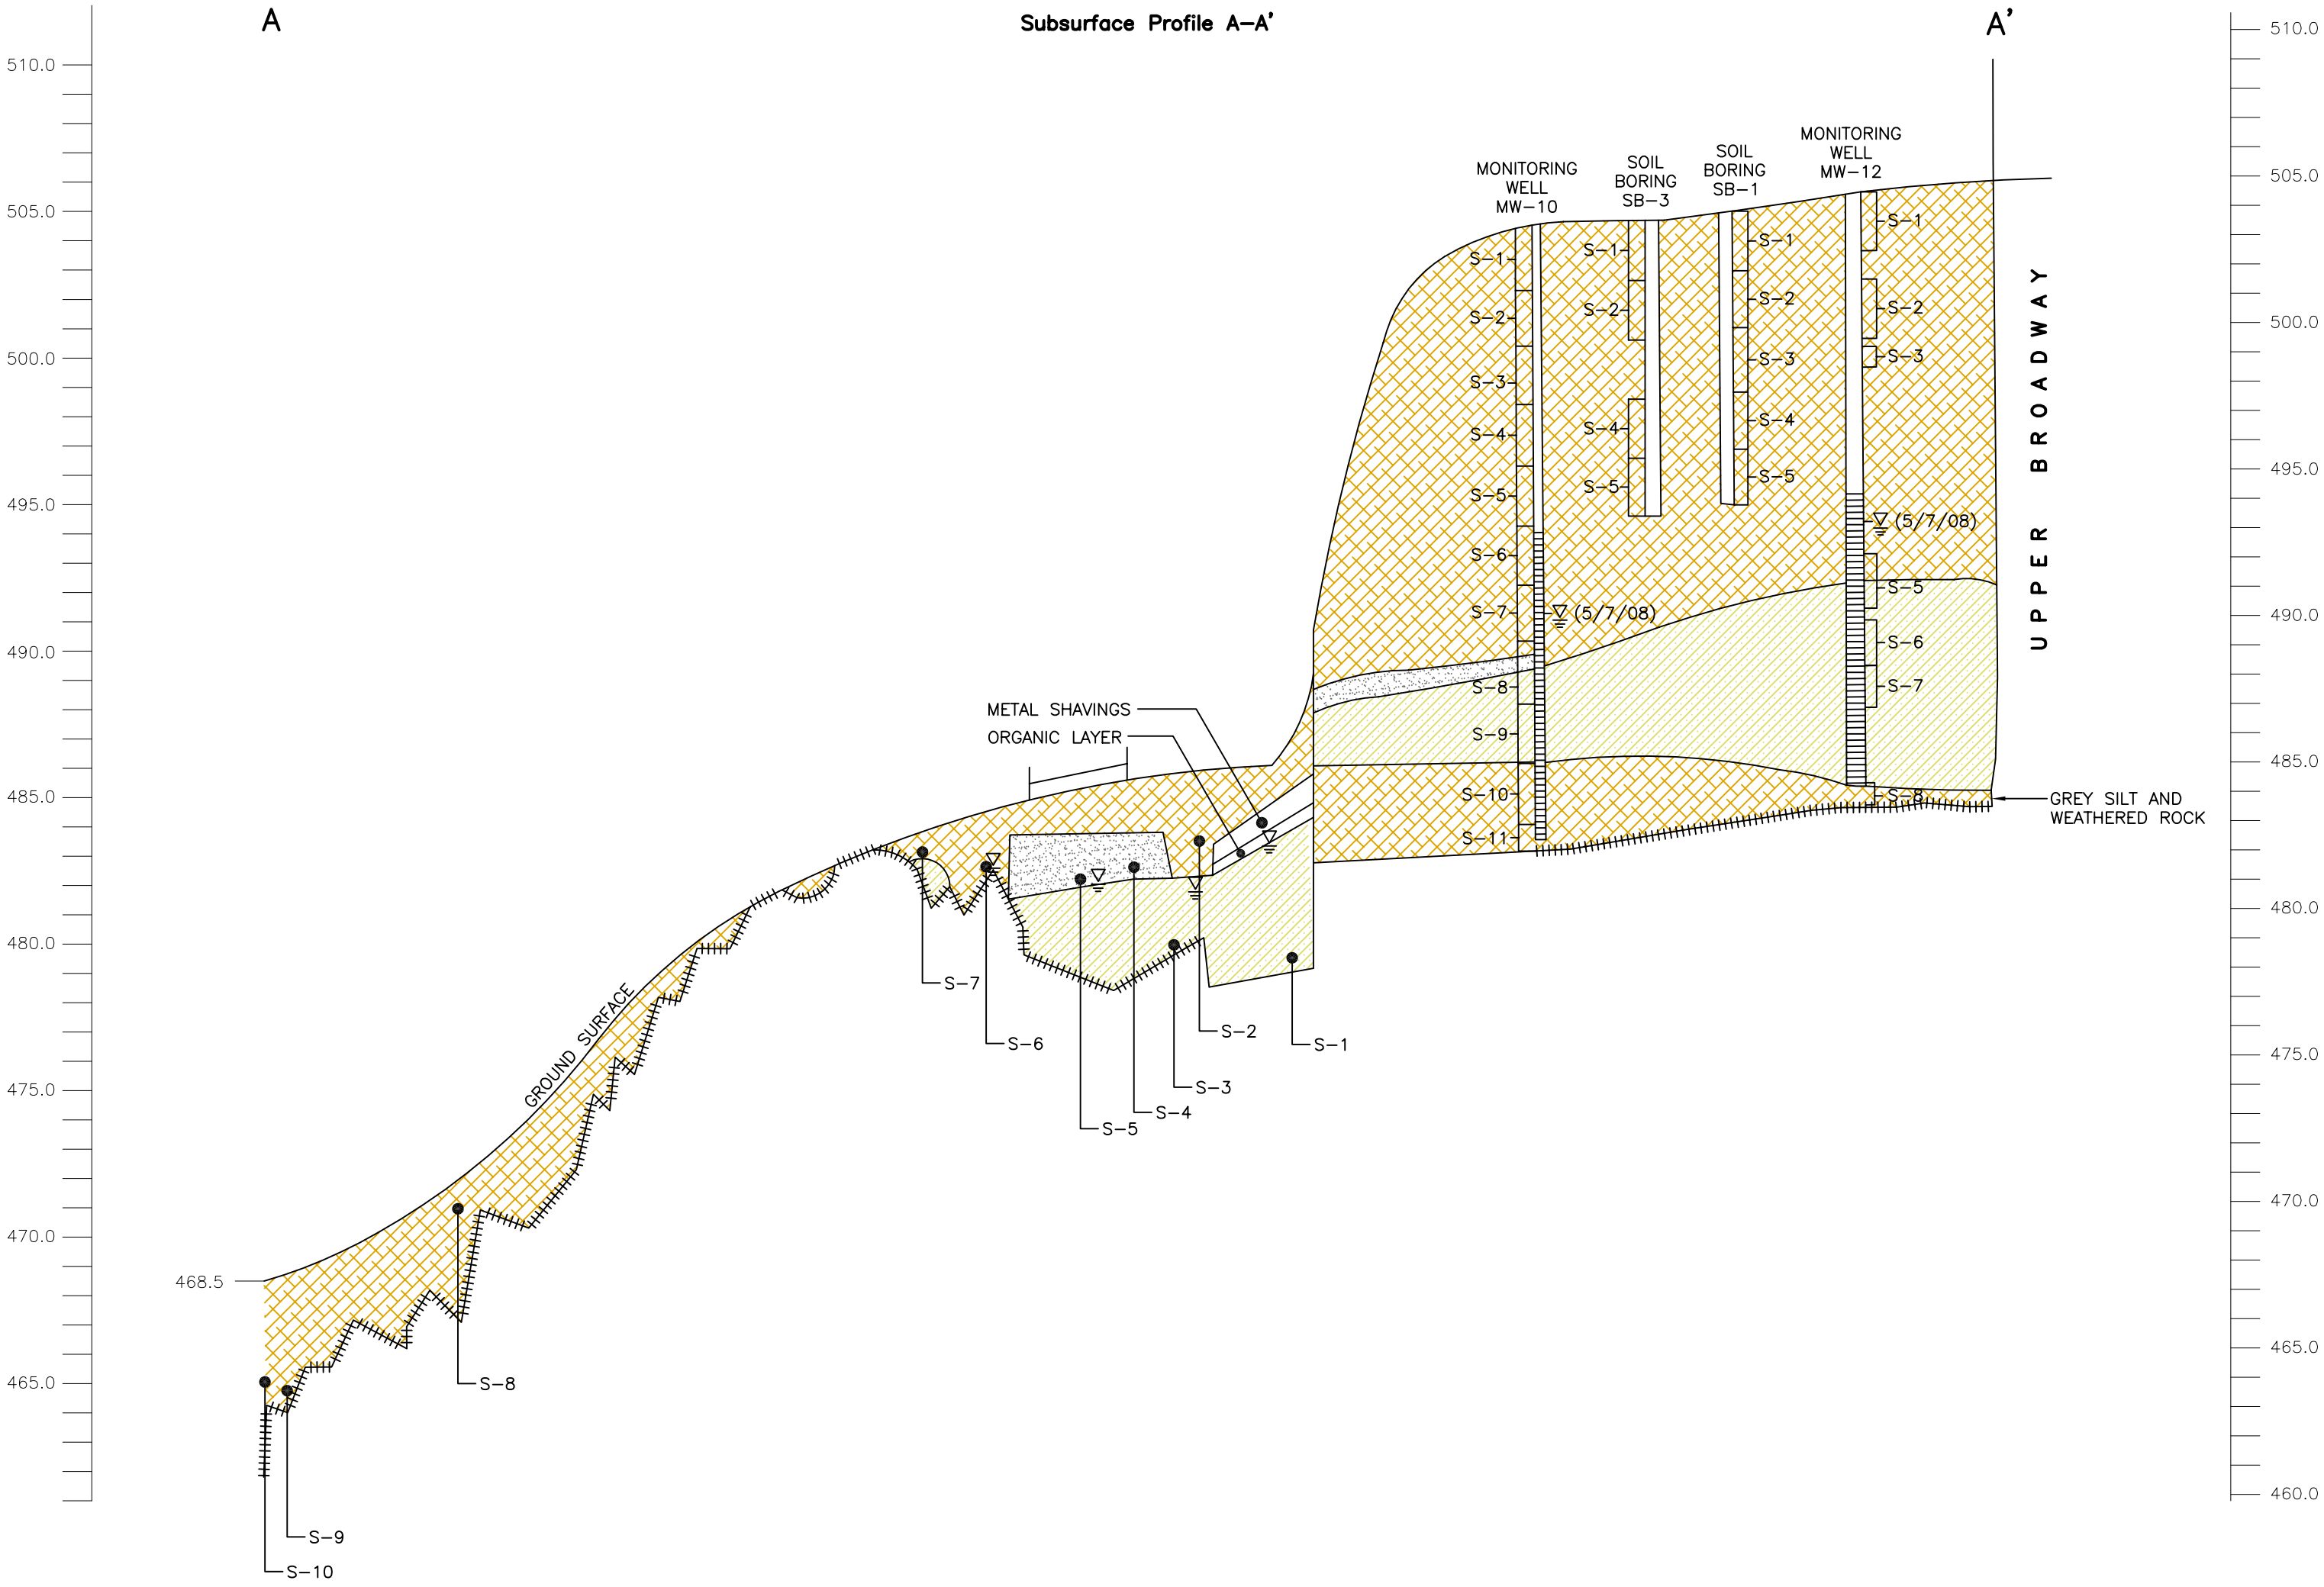 A
Subsurface Profile A–A'
A'
510.0
505.0
500.0
495.0
490.0
485.0
480.0
475.0
470.0
465.0
468.5
510.0
505.0
500.0
495.0
490.0
485.0
480.0
475.0
470.0
465.0
460.0
MONITORING
WELL
MW–10
S–1
S–2
S–3
S–4
S–5
S–6
S–7
S–8
S–9
S–10
S–11
(5/7/08)
SOIL
BORING
SB–3
S–1
S–2
S–4
S–5
SOIL
BORING
SB–1
S–1
S–2
S–3
S–4
S–5
MONITORING
WELL
MW–12
S–1
S–2
S–3
(5/7/08)
S–5
S–6
S–7
S–8
UPPER BROADWAY
GREY SILT AND
WEATHERED ROCK
METAL SHAVINGS
ORGANIC LAYER
GROUND SURFACE
S–7
S–6
S–5
S–4
S–3
S–2
S–1
S–8
S–9
S–10